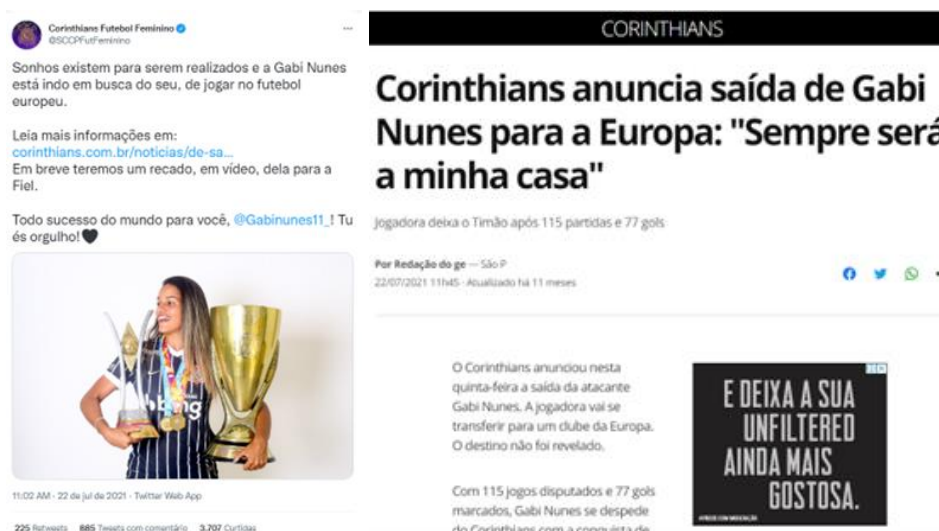 Corinthians Futebol Feminino
@SCCPFutFeminino
Sonhos existem para serem realizados e a Gabi Nunes
está indo em busca do seu, de jogar no futebol
europeu.
Leia mais informações em:
corinthians.com.br/noticias/de-sa...
Em breve teremos um recado, em vídeo, dela para a
Fiel.
Todo sucesso do mundo para você, @Gabinunes11_! Tu
és orgulho!🖤
11:02 AM · 22 de jul de 2021 · Twitter Web App
225 Retweets 885 Tweets com comentário 3.707 Curtidas
CORINTHIANS
Corinthians anuncia saída de Gabi
Nunes para a Europa: "Sempre será
a minha casa"
Jogadora deixa o Timão após 115 partidas e 77 gols
Por Redação do ge — São P
22/07/2021 11h45 · Atualizado há 11 meses
O Corinthians anunciou nesta
quinta-feira a saída da atacante
Gabi Nunes. A jogadora vai se
transferir para um clube da Europa.
O destino não foi revelado.
Com 115 jogos disputados e 77 gols
marcados, Gabi Nunes se despede
do Corinthians com a conquista de
E DEIXA A SUA
UNFILTERED
AINDA MAIS
GOSTOSA.